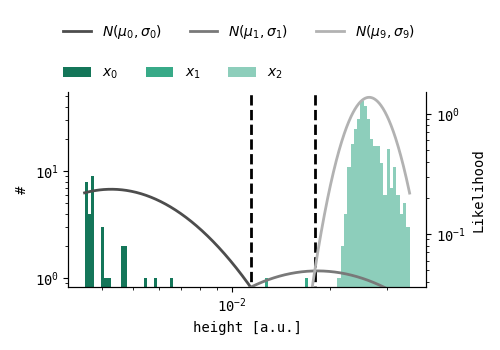 N(μ₀, σ₀) N(μ₁, σ₁) N(μ₉, σ₉)
x₀ x₁ x₂
10¹
10⁰
#
10⁰
10⁻¹
Likelihood
10⁻²
height [a.u.]